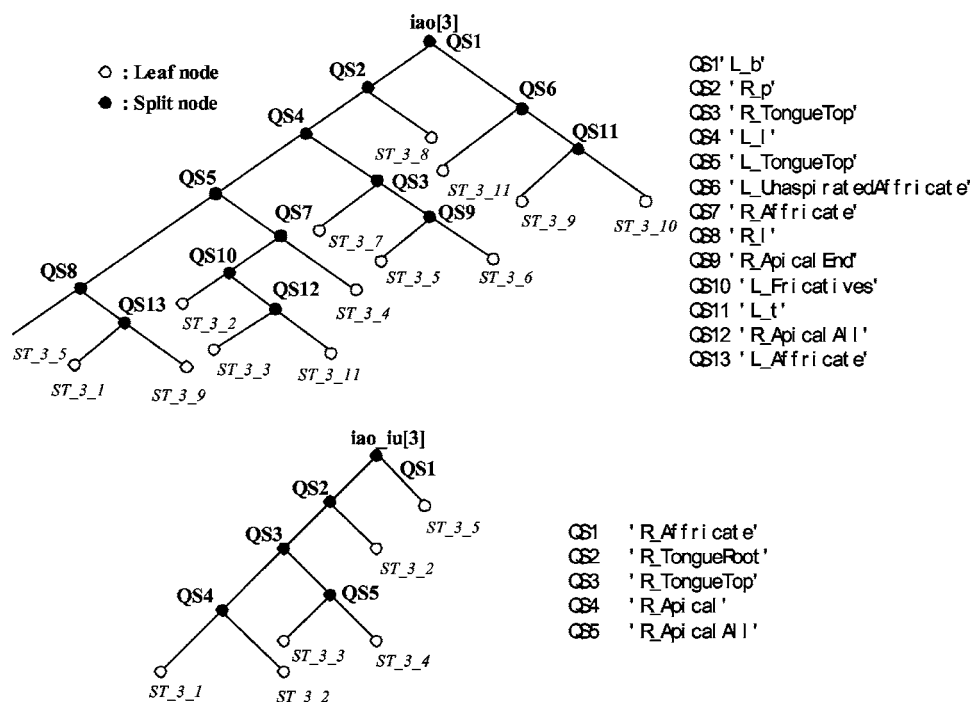 iao[3]
QS1
QS2
QS6
○ : Leaf node
● : Split node
QS4
QS11
ST_3_8
QS5
QS3
ST_3_11
QS7
QS9
ST_3_9
ST_3_10
ST_3_7
QS8
QS10
ST_3_5
ST_3_6
QS13
QS12
ST_3_2
ST_3_4
ST_3_5
ST_3_3
ST_3_11
ST_3_1
ST_3_9
QS1' L_b'
QS2 ' R_p'
QS3 ' R_TongueTop'
QS4 ' L_l'
QS5 ' L_TongueTop'
QS6 ' L_UnaspiratedAffricate'
QS7 ' R_Affricate'
QS8 ' R_l'
QS9 ' R_ApicalEnd'
QS10 ' L_Fricatives'
QS11 ' L_t'
QS12 ' R_ApicalAll'
QS13 ' L_Affricate'
iao_iu[3]
QS1
QS2
ST_3_5
QS3
ST_3_2
QS4
QS5
ST_3_3
ST_3_4
ST_3_1
ST_3_2
QS1 ' R_Affricate'
QS2 ' R_TongueRoot'
QS3 ' R_TongueTop'
QS4 ' R_Apical'
QS5 ' R_ApicalAll'